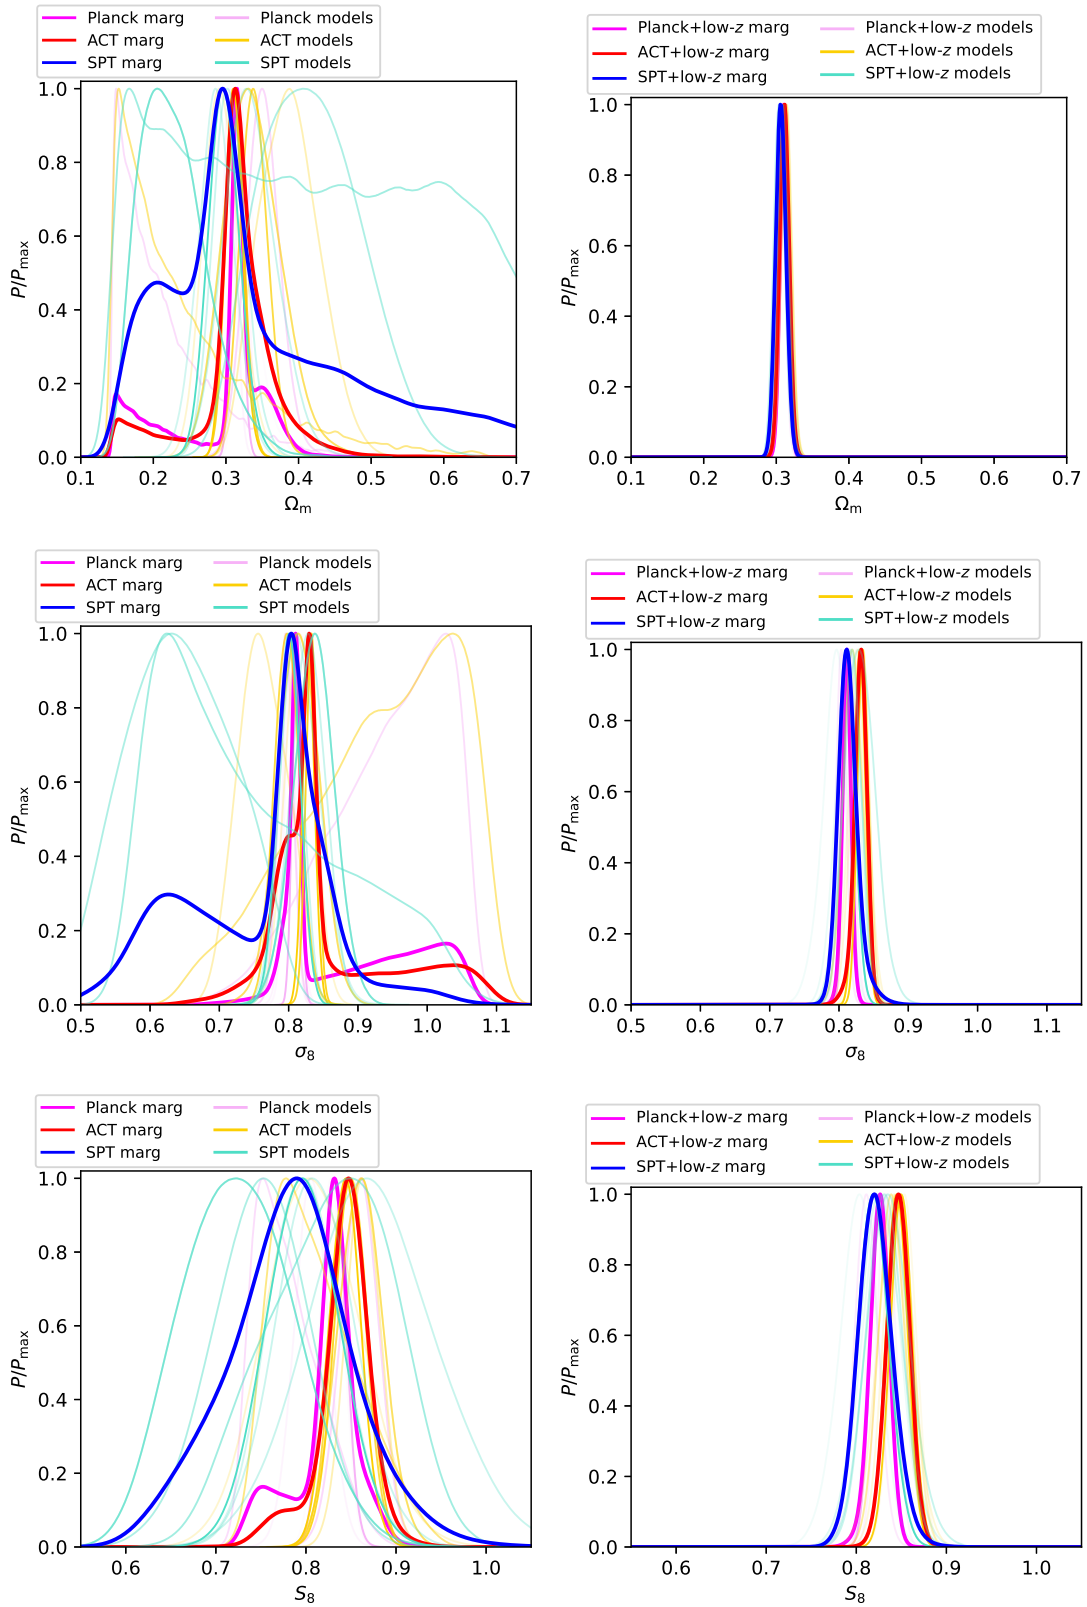 Planck marg Planck models
ACT marg ACT models
SPT marg SPT models
1.0
0.8
0.6
0.4
0.2
0.0
P/Pmax
0.1 0.2 0.3 0.4 0.5 0.6 0.7
Ωm
Planck+low-z marg Planck+low-z models
ACT+low-z marg ACT+low-z models
SPT+low-z marg SPT+low-z models
1.0
0.8
0.6
0.4
0.2
0.0
P/Pmax
0.1 0.2 0.3 0.4 0.5 0.6 0.7
Ωm
Planck marg Planck models
ACT marg ACT models
SPT marg SPT models
1.0
0.8
0.6
0.4
0.2
0.0
P/Pmax
0.5 0.6 0.7 0.8 0.9 1.0 1.1
σ8
Planck+low-z marg Planck+low-z models
ACT+low-z marg ACT+low-z models
SPT+low-z marg SPT+low-z models
1.0
0.8
0.6
0.4
0.2
0.0
P/Pmax
0.5 0.6 0.7 0.8 0.9 1.0 1.1
σ8
Planck marg Planck models
ACT marg ACT models
SPT marg SPT models
1.0
0.8
0.6
0.4
0.2
0.0
P/Pmax
0.6 0.7 0.8 0.9 1.0
S8
Planck+low-z marg Planck+low-z models
ACT+low-z marg ACT+low-z models
SPT+low-z marg SPT+low-z models
1.0
0.8
0.6
0.4
0.2
0.0
P/Pmax
0.6 0.7 0.8 0.9 1.0
S8